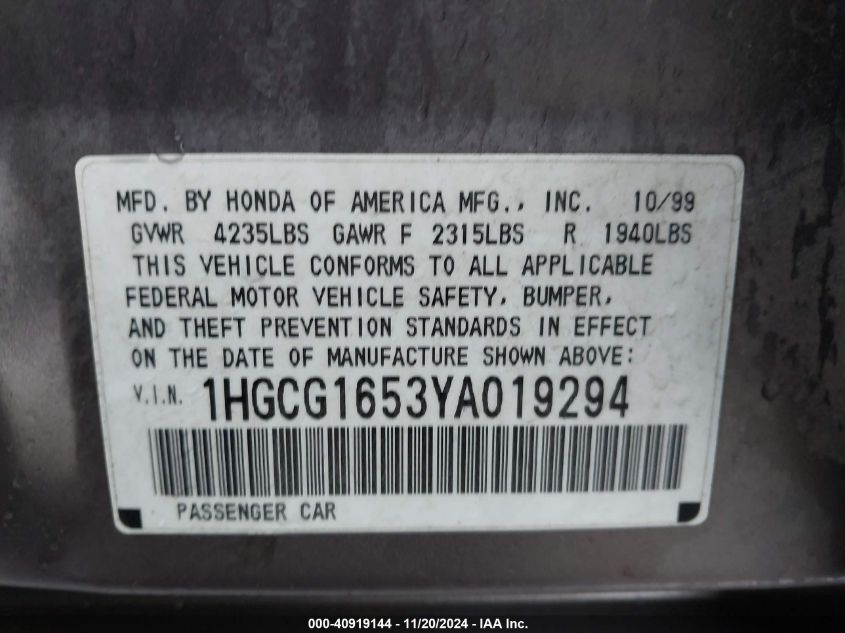 MFD. BY HONDA OF AMERICA MFG., INC. 10/99
GVWR 4235LBS GAWR F 2315LBS R 1940LBS
THIS VEHICLE CONFORMS TO ALL APPLICABLE
FEDERAL MOTOR VEHICLE SAFETY, BUMPER,
AND THEFT PREVENTION STANDARDS IN EFFECT
ON THE DATE OF MANUFACTURE SHOWN ABOVE:
V.I.N. 1HGCG1653YA019294
PASSENGER CAR
000-40919144 - 11/20/2024 - IAA Inc.